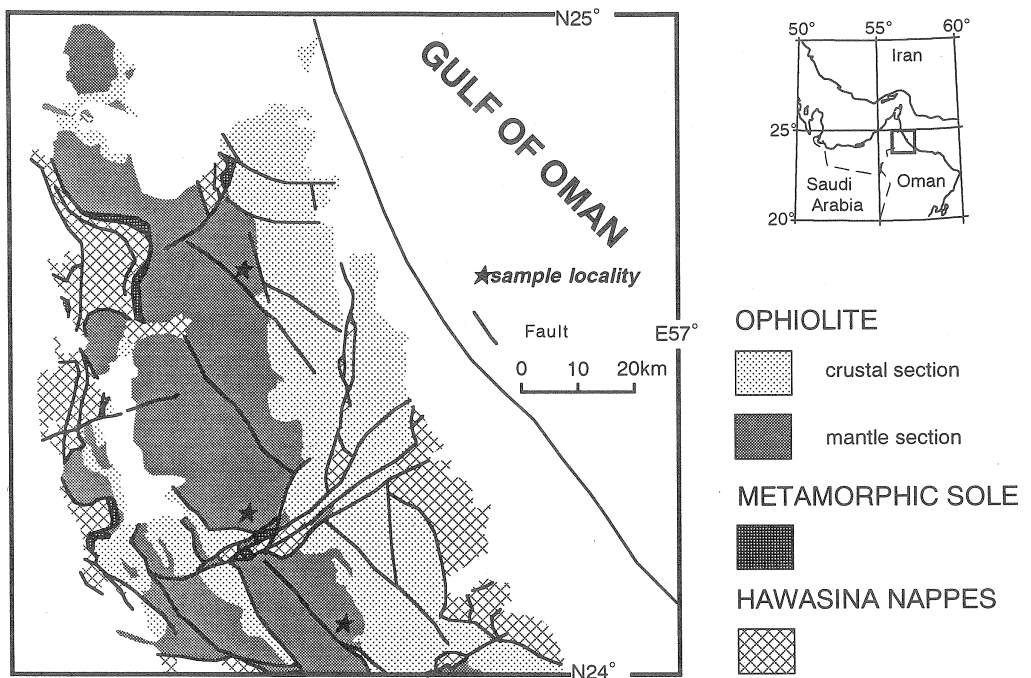 N25°
GULF OF OMAN
sample locality
Fault
0 10 20km
E57°
N24°
50° 55° 60°
Iran
25°
Saudi
Arabia
Oman
20°
OPHIOLITE
crustal section
mantle section
METAMORPHIC SOLE
HAWASINA NAPPES